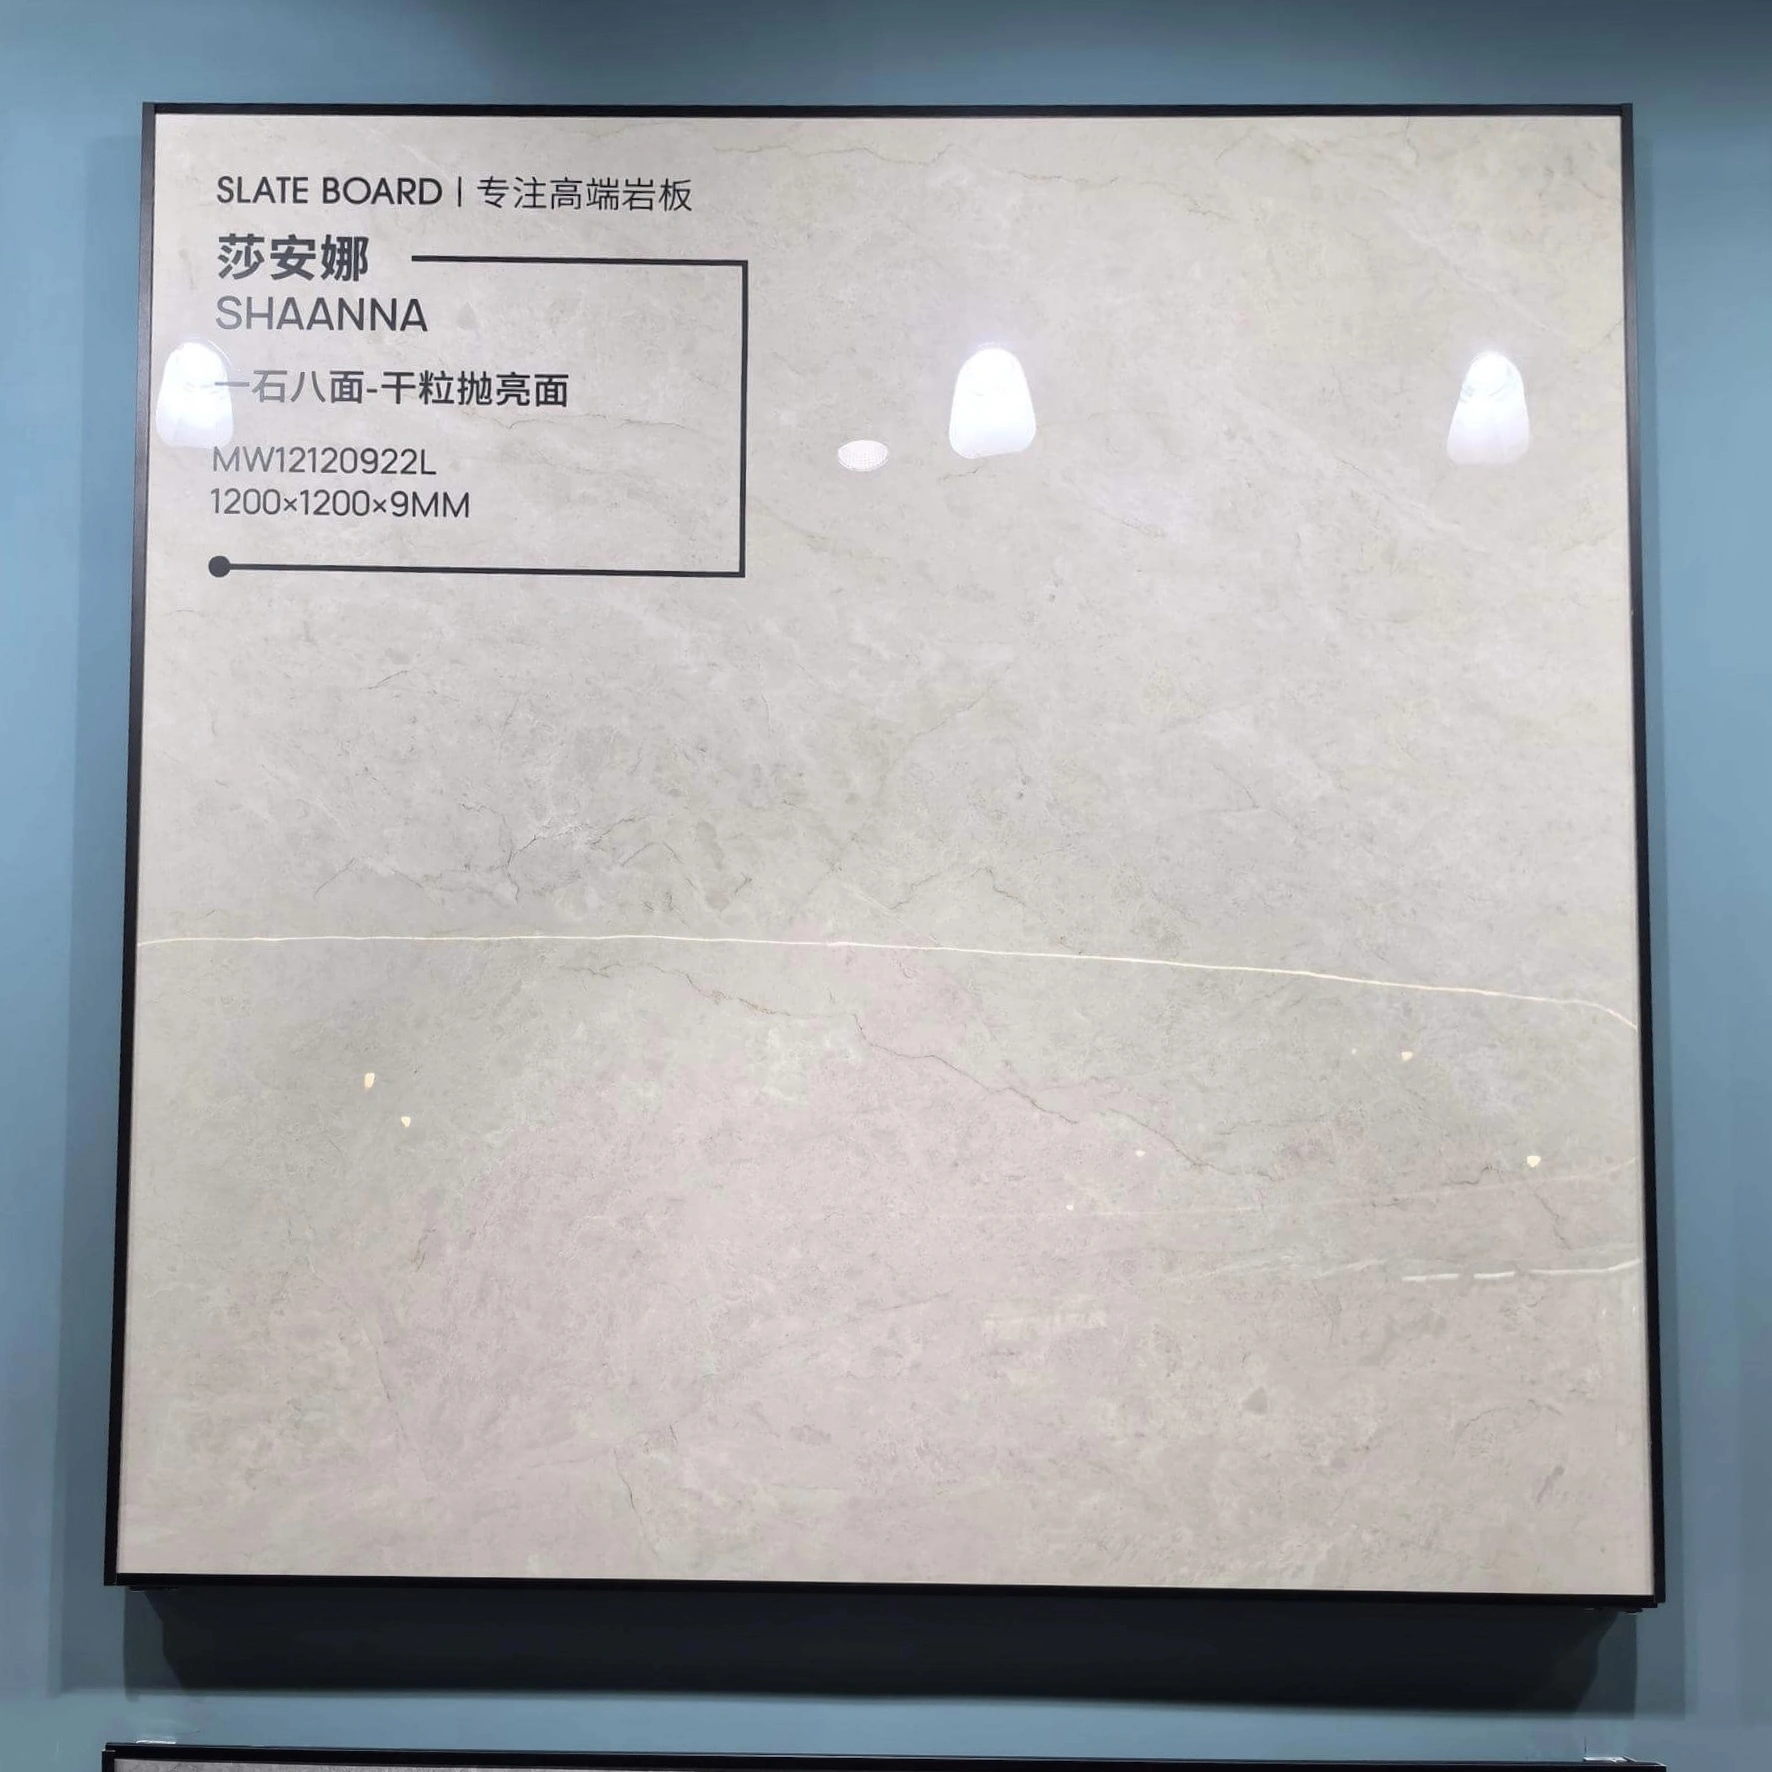 SLATE BOARD | 专注高端岩板
莎安娜
SHAANNA
一石八面-干粒抛亮面
MW12120922L
1200×1200×9MM